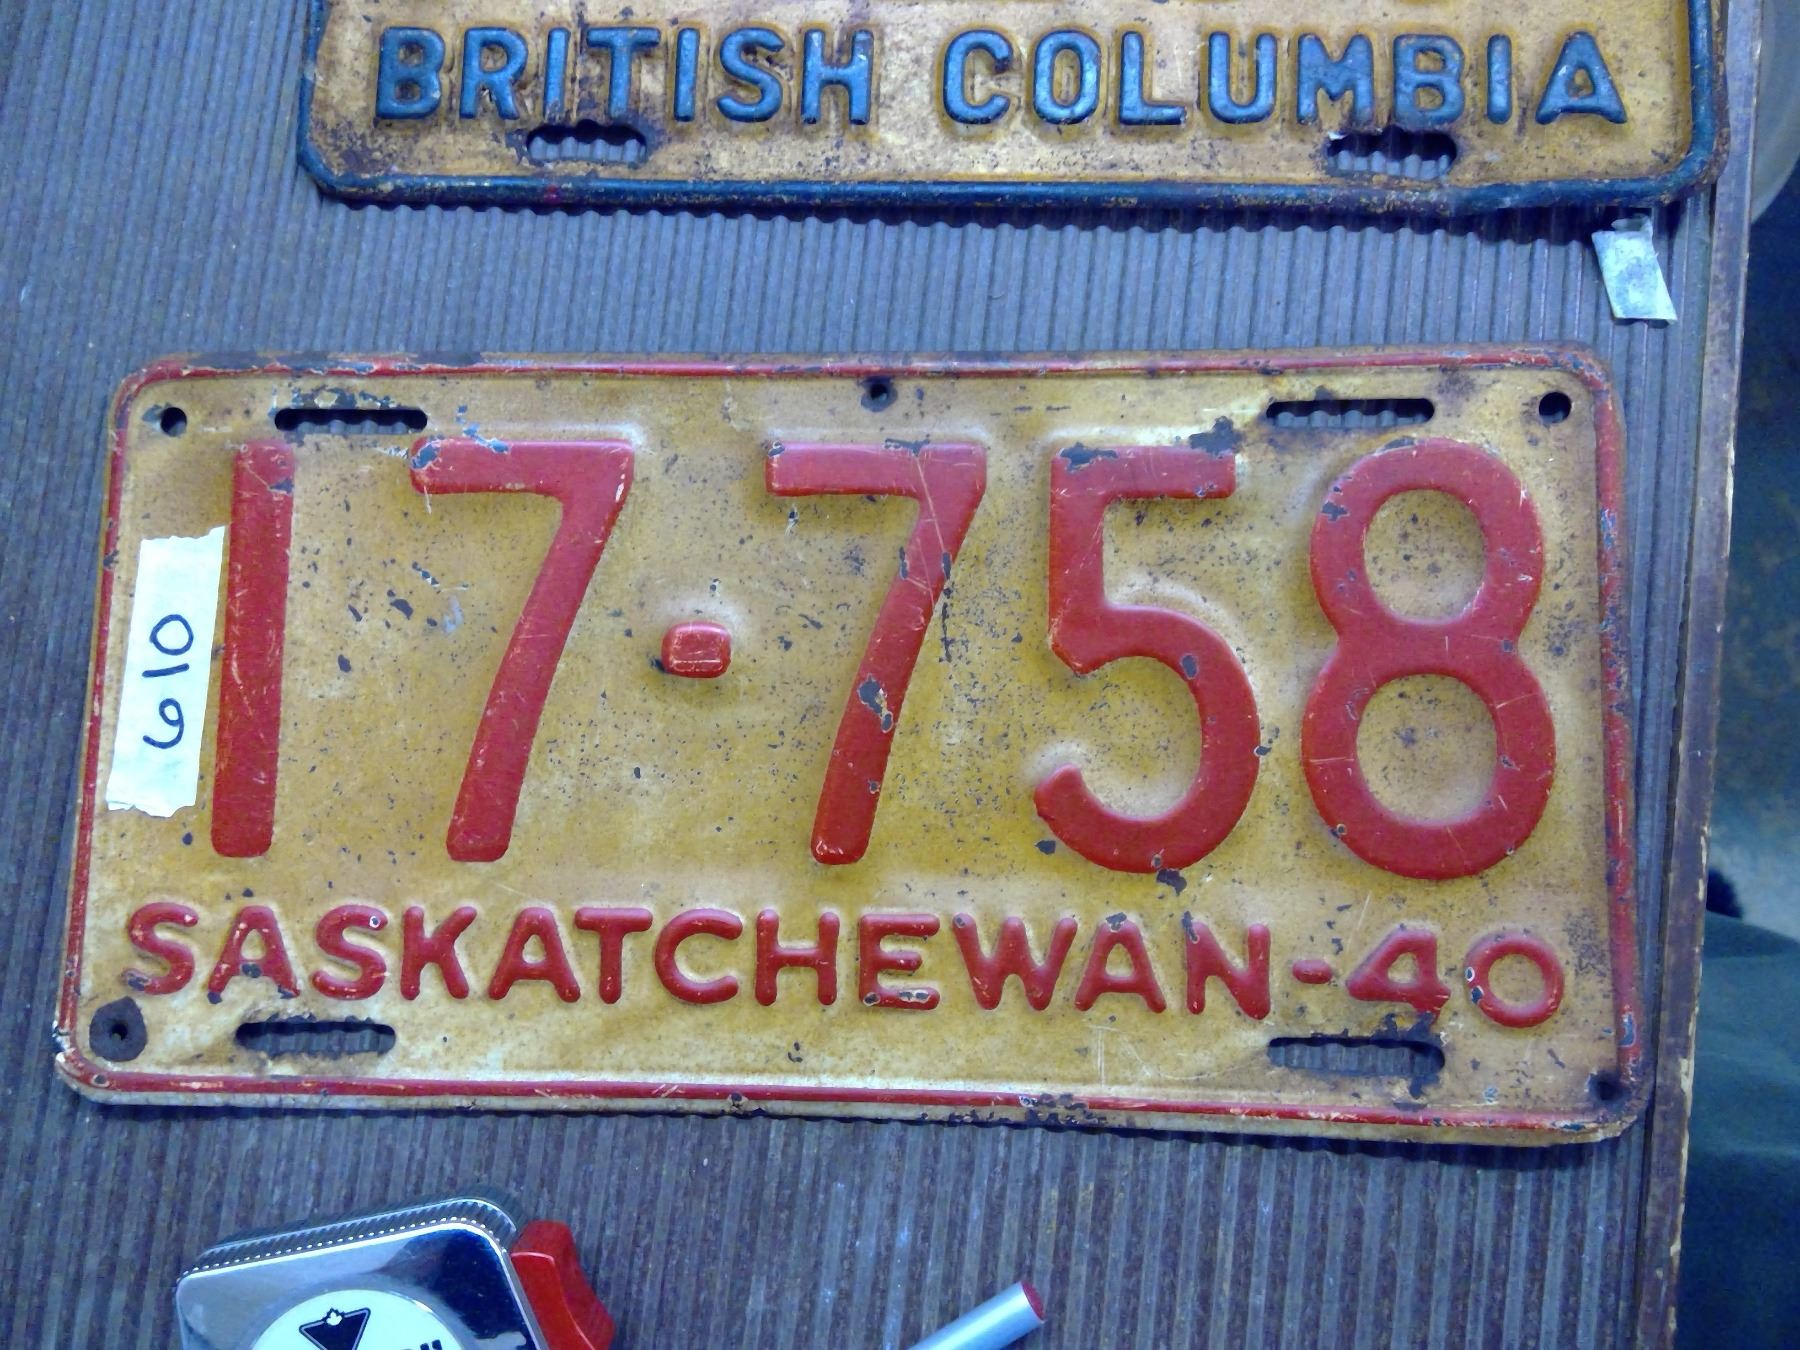 BRITISH COLUMBIA
17·758
610
SASKATCHEWAN-40